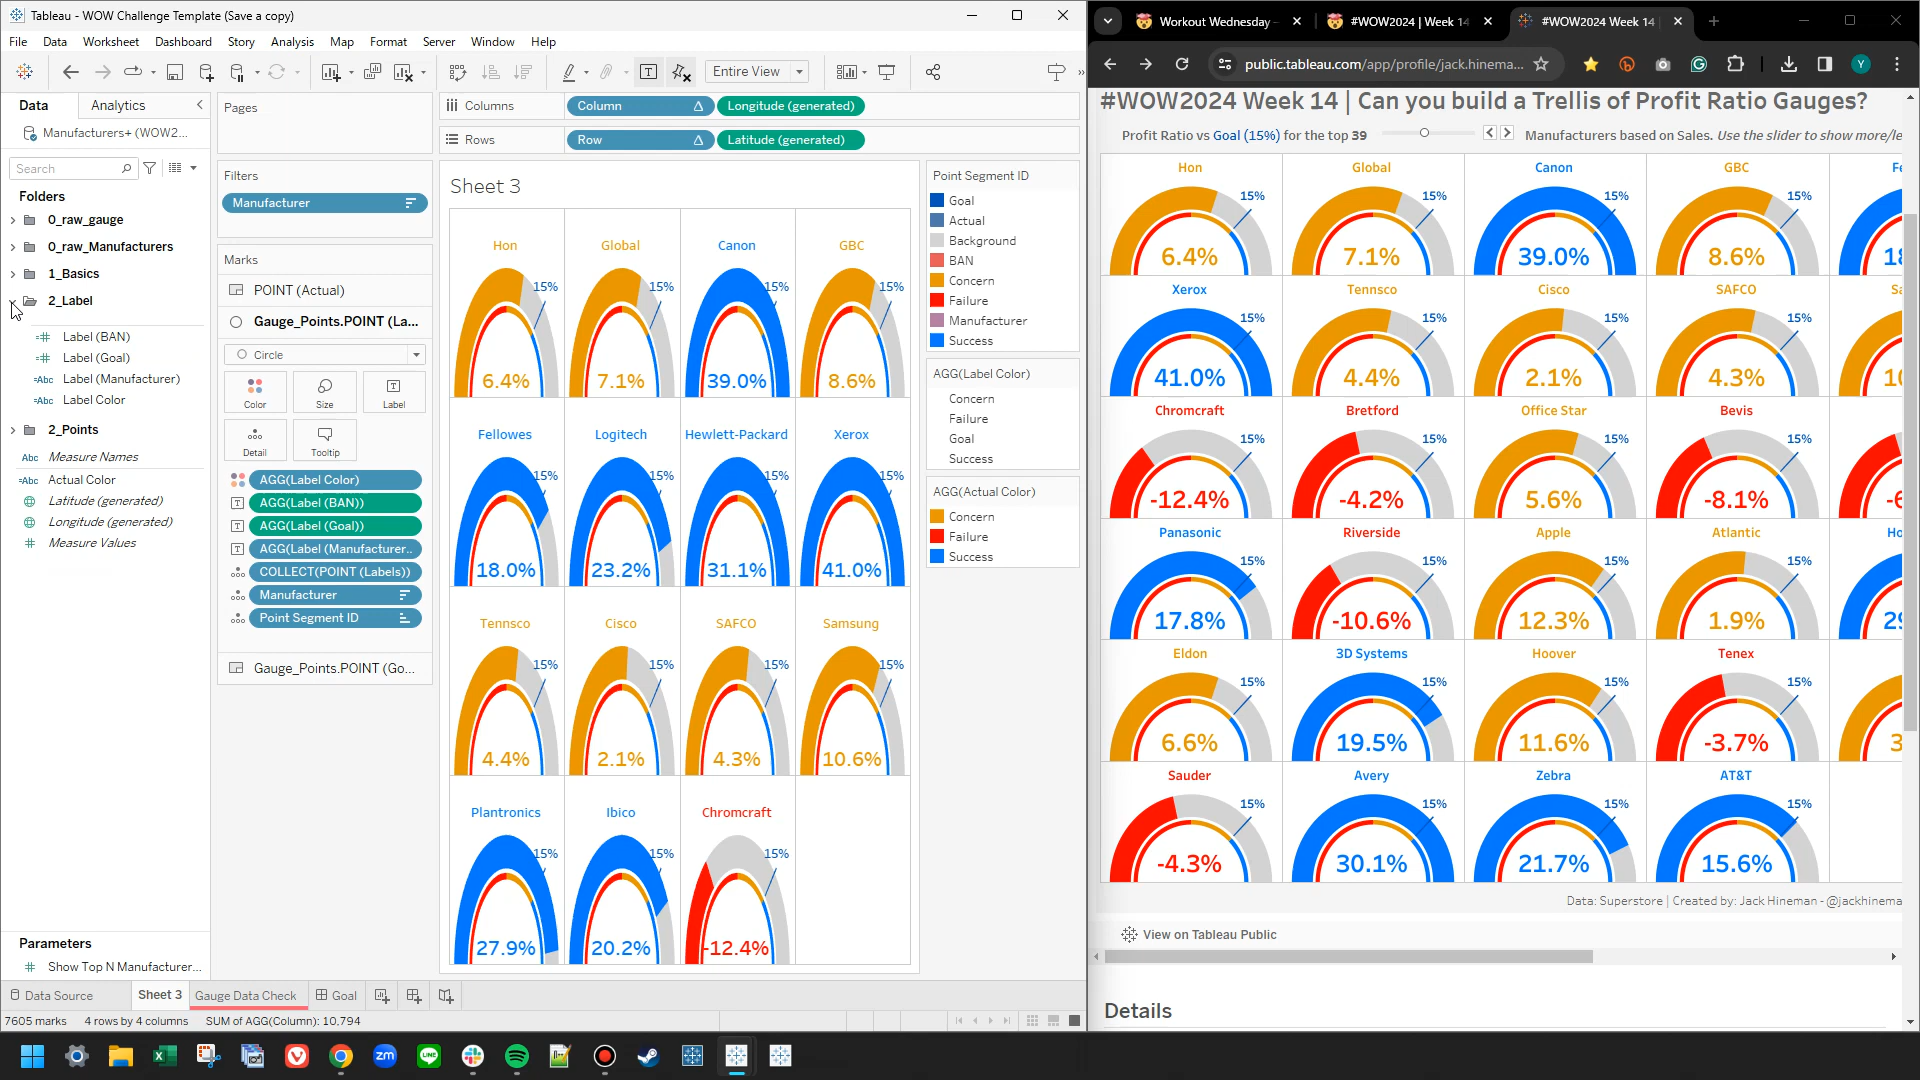 Tableau - WOW Challenge Template (Save a copy)
File Data Worksheet Dashboard Story Analysis Map Format Server Window Help
Entire View
Data Analytics
Manufacturers+ (WOW2...
Search
Folders
0_raw_gauge
0_raw_Manufacturers
1_Basics
2_Label
Label (BAN)
Label (Goal)
Abc Label (Manufacturer)
Abc Label Color
2_Points
Abc Measure Names
Abc Actual Color
Latitude (generated)
Longitude (generated)
Measure Values
Parameters
Show Top N Manufacturer...
Pages
Filters
Manufacturer
Marks
POINT (Actual)
Gauge_Points.POINT (La...
Circle
Color Size Label
Detail Tooltip
AGG(Label Color)
AGG(Label (BAN))
AGG(Label (Goal))
AGG(Label (Manufacturer..
COLLECT(POINT (Labels))
Manufacturer
Point Segment ID
Gauge_Points.POINT (Go...
Columns Column Longitude (generated)
Rows Row Latitude (generated)
Sheet 3
Hon Global Canon GBC
15% 15% 15% 15%
6.4% 7.1% 39.0% 8.6%
Fellowes Logitech Hewlett-Packard Xerox
15% 15% 15% 15%
18.0% 23.2% 31.1% 41.0%
Tennsco Cisco SAFCO Samsung
15% 15% 15% 15%
4.4% 2.1% 4.3% 10.6%
Plantronics Ibico Chromcraft
15% 15% 15%
27.9% 20.2% -12.4%
Point Segment ID
Goal
Actual
Background
BAN
Concern
Failure
Manufacturer
Success
AGG(Label Color)
Concern
Failure
Goal
Success
AGG(Actual Color)
Concern
Failure
Success
Data Source Sheet 3 Gauge Data Check Goal
7605 marks 4 rows by 4 columns SUM of AGG(Column): 10,794
Workout Wednesday #WOW2024 | Week 14 #WOW2024 Week 14
public.tableau.com/app/profile/jack.hinema... Y
#WOW2024 Week 14 | Can you build a Trellis of Profit Ratio Gauges?
Profit Ratio vs Goal (15%) for the top 39 Manufacturers based on Sales. Use the slider to show more/le
Hon Global Canon GBC Fe
15% 15% 15% 15%
6.4% 7.1% 39.0% 8.6% 18
Xerox Tennsco Cisco SAFCO Sa
15% 15% 15% 15%
41.0% 4.4% 2.1% 4.3% 10
Chromcraft Bretford Office Star Bevis
15% 15% 15% 15%
-12.4% -4.2% 5.6% -8.1% -6
Panasonic Riverside Apple Atlantic Ho
15% 15% 15% 15%
17.8% -10.6% 12.3% 1.9% 29
Eldon 3D Systems Hoover Tenex
15% 15% 15% 15%
6.6% 19.5% 11.6% -3.7% 3
Sauder Avery Zebra AT&T
15% 15% 15% 15%
-4.3% 30.1% 21.7% 15.6%
Data: Superstore | Created by: Jack Hineman - @jackhinema
View on Tableau Public
Details
zm
LINE